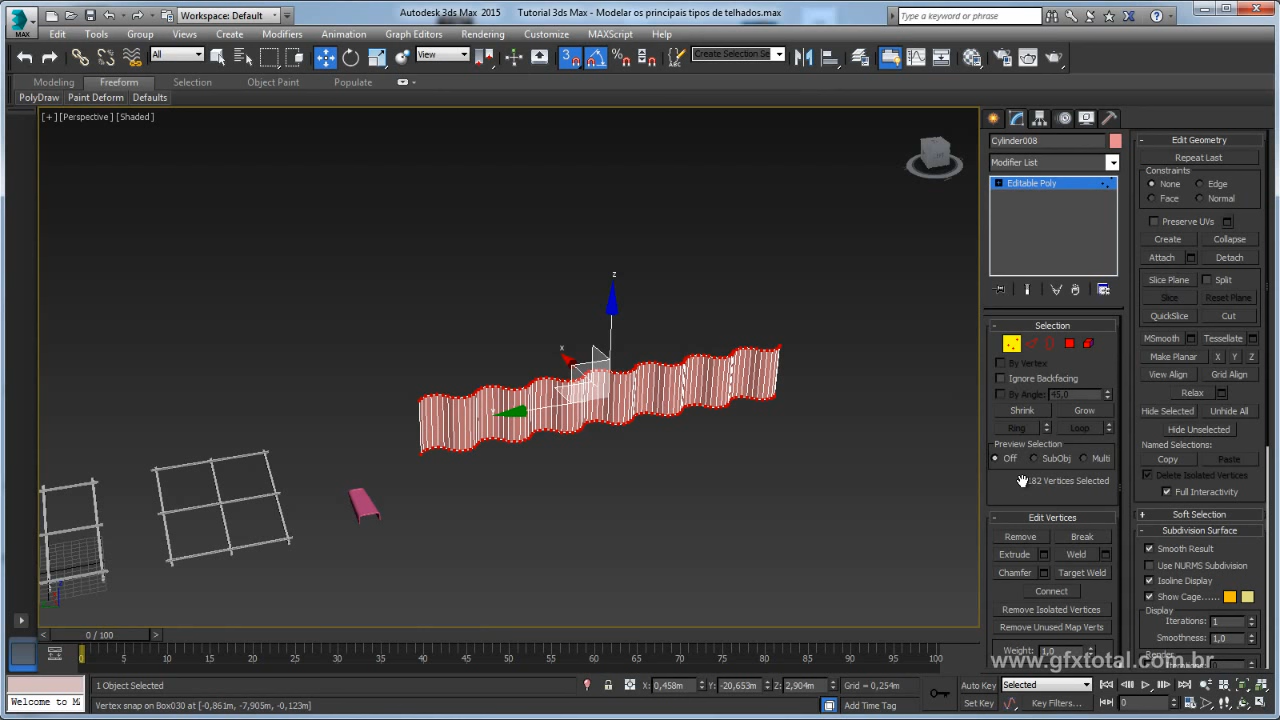 Workspace: Default
Autodesk 3ds Max 2015 Tutorial 3ds Max - Modelar os principais tipos de telhados.max
Type a keyword or phrase
MAX
Edit Tools Group Views Create Modifiers Animation Graph Editors Rendering Customize MAXScript Help
All View 3 Create Selection Se
Modeling Freeform Selection Object Paint Populate
PolyDraw Paint Deform Defaults
[+] [Perspective] [Shaded]
z
x
Cylinder008
Modifier List
Editable Poly
Selection
By Vertex
Ignore Backfacing
By Angle: 45,0
Shrink Grow
Ring Loop
Preview Selection
Off SubObj Multi
82 Vertices Selected
Edit Vertices
Remove Break
Extrude Weld
Chamfer Target Weld
Connect
Remove Isolated Vertices
Remove Unused Map Verts
Weight: 1,0
Edit Geometry
Repeat Last
Constraints
None Edge
Face Normal
Preserve UVs
Create Collapse
Attach Detach
Slice Plane Split
Slice Reset Plane
QuickSlice Cut
MSmooth Tessellate
Make Planar X Y Z
View Align Grid Align
Relax
Hide Selected Unhide All
Hide Unselected
Named Selections:
Copy Paste
Delete Isolated Vertices
Full Interactivity
Soft Selection
Subdivision Surface
Smooth Result
Use NURMS Subdivision
Isoline Display
Show Cage......
Display
Iterations: 1
Smoothness: 1,0
Render
www.gfxtotal.com.br
0 / 100
0 5 10 15 20 25 30 35 40 45 50 55 60 65 70 75 80 85 90 95 100
1 Object Selected X: 0,458m Y: -20,653m Z: 2,904m Grid = 0,254m Auto Key Selected
Welcome to M Vertex snap on Box030 at [-0,861m, -7,905m, -0,123m] Add Time Tag Set Key Key Filters... 0